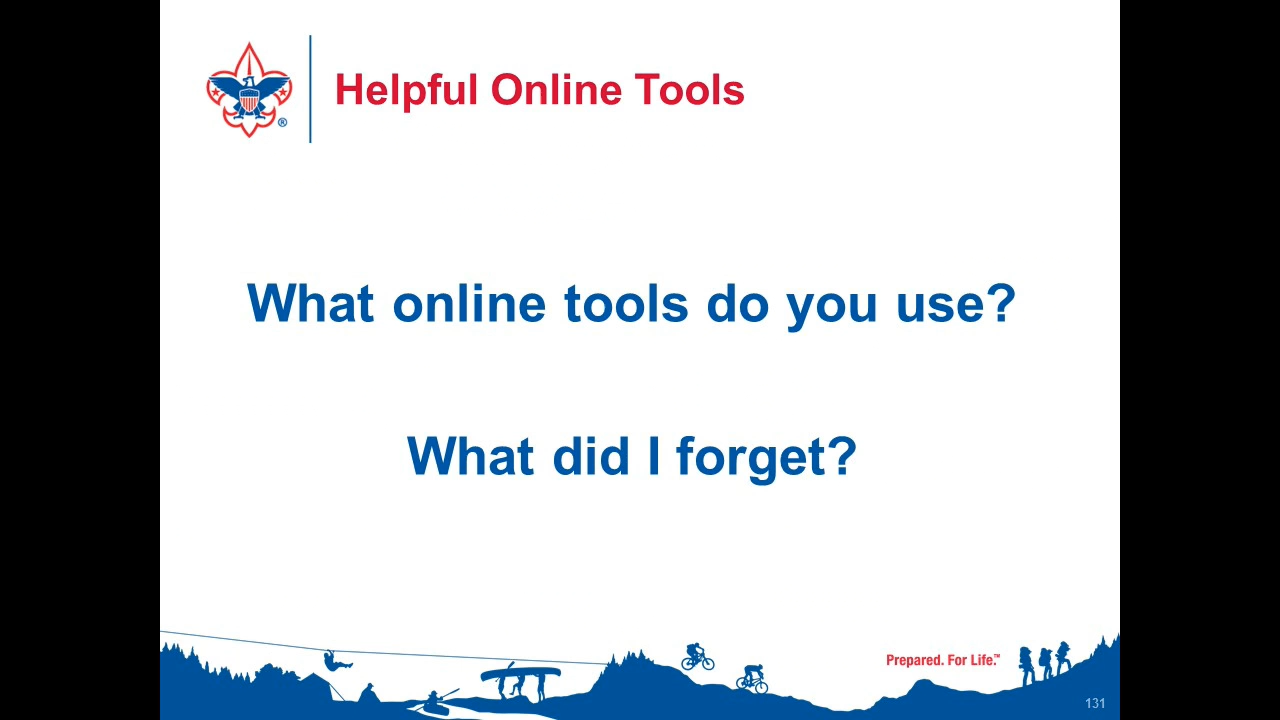 ®
Helpful Online Tools
What online tools do you use?
What did I forget?
Prepared. For Life.™
131